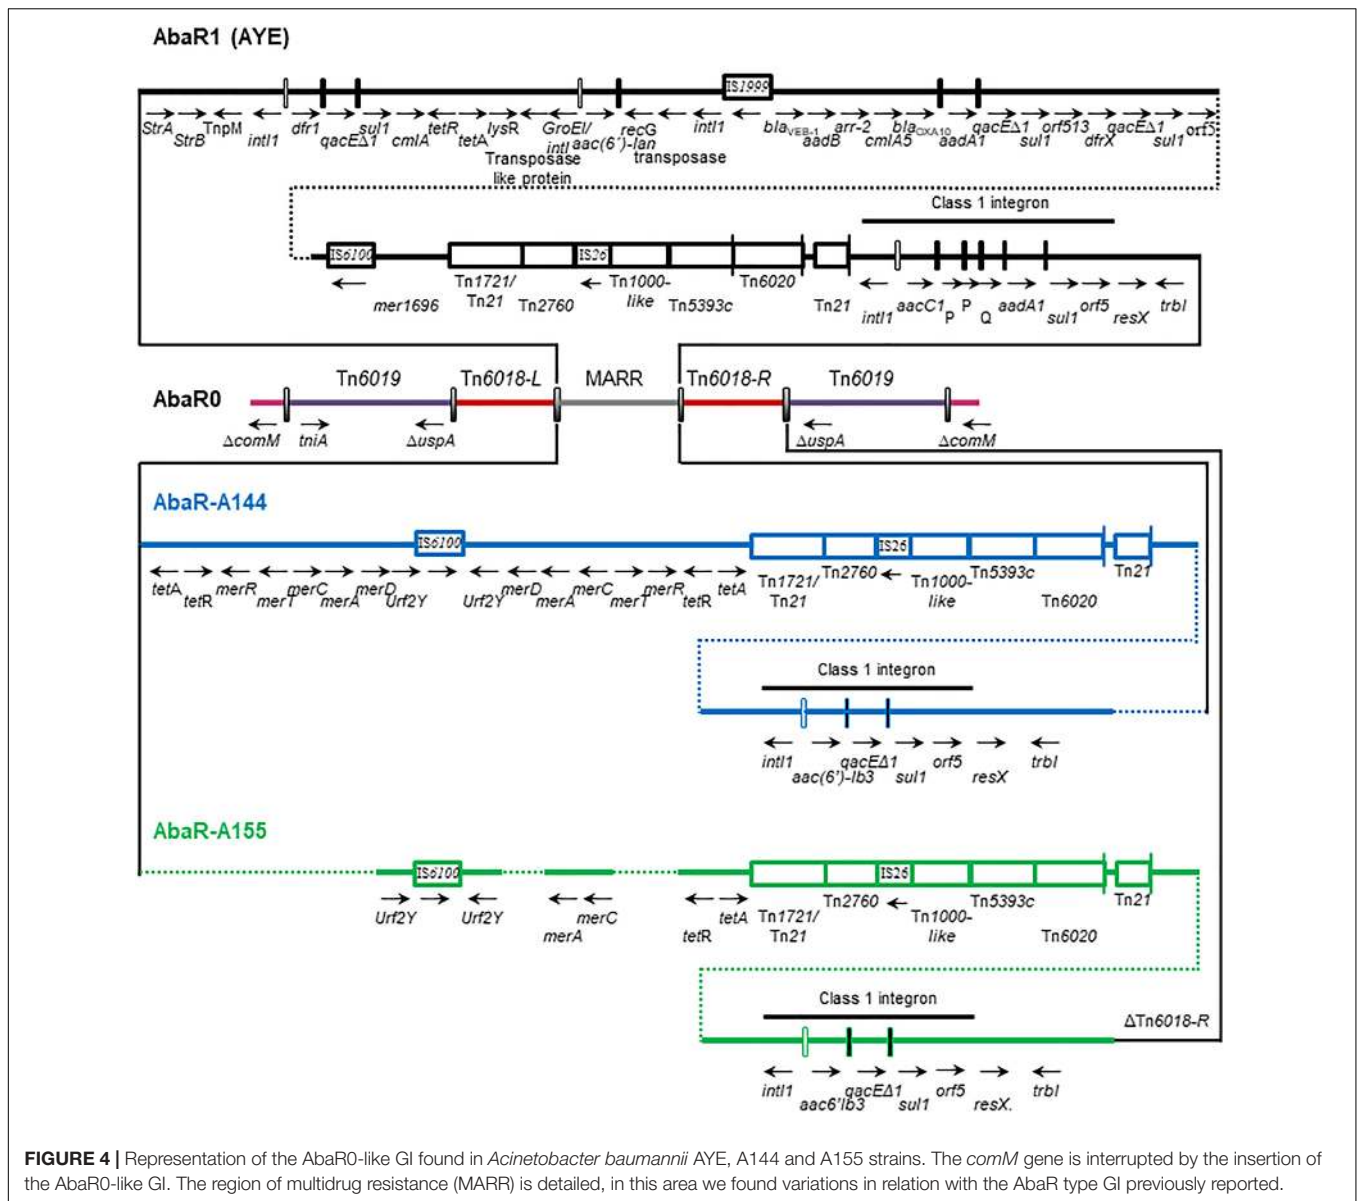 AbaR1 (AYE)
IS1999
StrA StrB TnpM intI1 dfr1 qacEΔ1 sul1 cmlA tetR tetA lysR GroEl/ intI aac(6')-Ian recG intI1 blaVEB-1 aadB arr-2 cmlA5 blaOXA10 aadA1 qacEΔ1 sul1 orf513 dfrX qacEΔ1 sul1 orf5
Transposase transposase
like protein
Class 1 integron
IS6100 IS26
mer1696 Tn1721/ Tn2760 Tn1000- Tn5393c Tn6020 Tn21 intI1 aacC1 P P Q aadA1 sul1 orf5 resX trbI
Tn21 like
Tn6019 Tn6018-L MARR Tn6018-R Tn6019
AbaR0
ΔcomM tniA ΔuspA ΔuspA ΔcomM
AbaR-A144
IS6100 IS26
tetA tetR merR merT merC merA merD Urf2Y Urf2Y merD merA merC merT merR tetR tetA Tn1721/ Tn2760 Tn1000- Tn5393c Tn6020 Tn21
Tn21 like
Class 1 integron
intI1 aac(6')-Ib3 qacEΔ1 sul1 orf5 resX trbI
AbaR-A155
IS6100 IS26
Urf2Y Urf2Y merA merC tetR tetA Tn1721/ Tn2760 Tn1000- Tn5393c Tn6020 Tn21
Tn21 like
Class 1 integron
ΔTn6018-R
intI1 aac6'Ib3 qacEΔ1 sul1 orf5 resX. trbI
FIGURE 4 | Representation of the AbaR0-like GI found in Acinetobacter baumannii AYE, A144 and A155 strains. The comM gene is interrupted by the insertion of
the AbaR0-like GI. The region of multidrug resistance (MARR) is detailed, in this area we found variations in relation with the AbaR type GI previously reported.